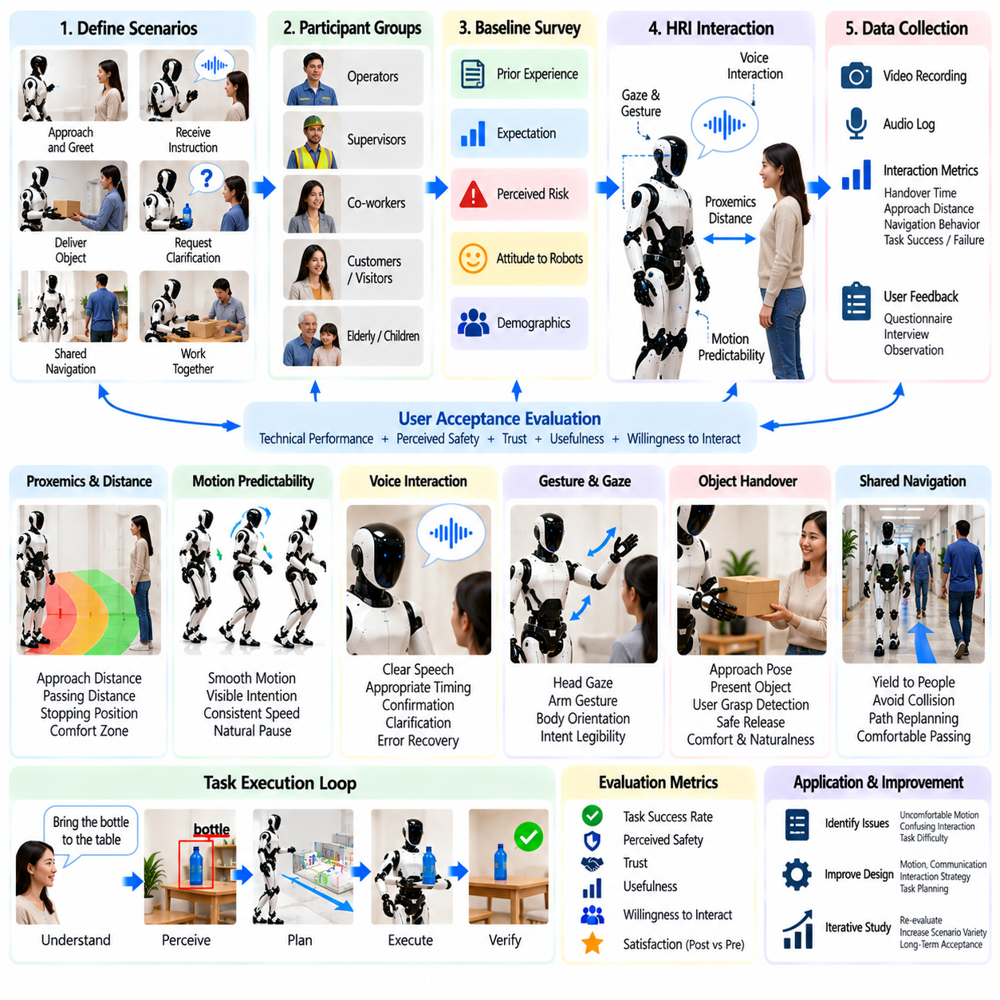 1. Define Scenarios
Approach
and Greet
Receive
Instruction
?
Deliver
Object
Request
Clarification
Shared
Navigation
Work
Together
2. Participant Groups
Operators
Supervisors
Co-workers
Customers
/ Visitors
Elderly / Children
3. Baseline Survey
Prior Experience
Expectation
Perceived Risk
Attitude to Robots
Demographics
4. HRI Interaction
Voice
Interaction
Gaze &
Gesture
Proxemics
Distance
Motion
Predictability
5. Data Collection
Video Recording
Audio Log
Interaction Metrics
Handover Time
Approach Distance
Navigation Behavior
Task Success / Failure
User Feedback
Questionnaire
Interview
Observation
User Acceptance Evaluation
Technical Performance + Perceived Safety + Trust + Usefulness + Willingness to Interact
Proxemics & Distance
Approach Distance
Passing Distance
Stopping Position
Comfort Zone
Motion Predictability
Smooth Motion
Visible Intention
Consistent Speed
Natural Pause
Voice Interaction
Clear Speech
Appropriate Timing
Confirmation
Clarification
Error Recovery
Gesture & Gaze
Head Gaze
Arm Gesture
Body Orientation
Intent Legibility
Object Handover
Approach Pose
Present Object
User Grasp Detection
Safe Release
Comfort & Naturalness
Shared Navigation
Yield to People
Avoid Collision
Path Replanning
Comfortable Passing
Task Execution Loop
Bring the bottle
to the table
bottle
Understand
Perceive
Plan
Execute
Verify
Evaluation Metrics
Task Success Rate
Perceived Safety
Trust
Usefulness
Willingness to Interact
Satisfaction (Post vs Pre)
Application & Improvement
Identify Issues
Uncomfortable Motion
Confusing Interaction
Task Difficulty
Improve Design
Motion, Communication
Interaction Strategy
Task Planning
Iterative Study
Re-evaluate
Increase Scenario Variety
Long-Term Acceptance